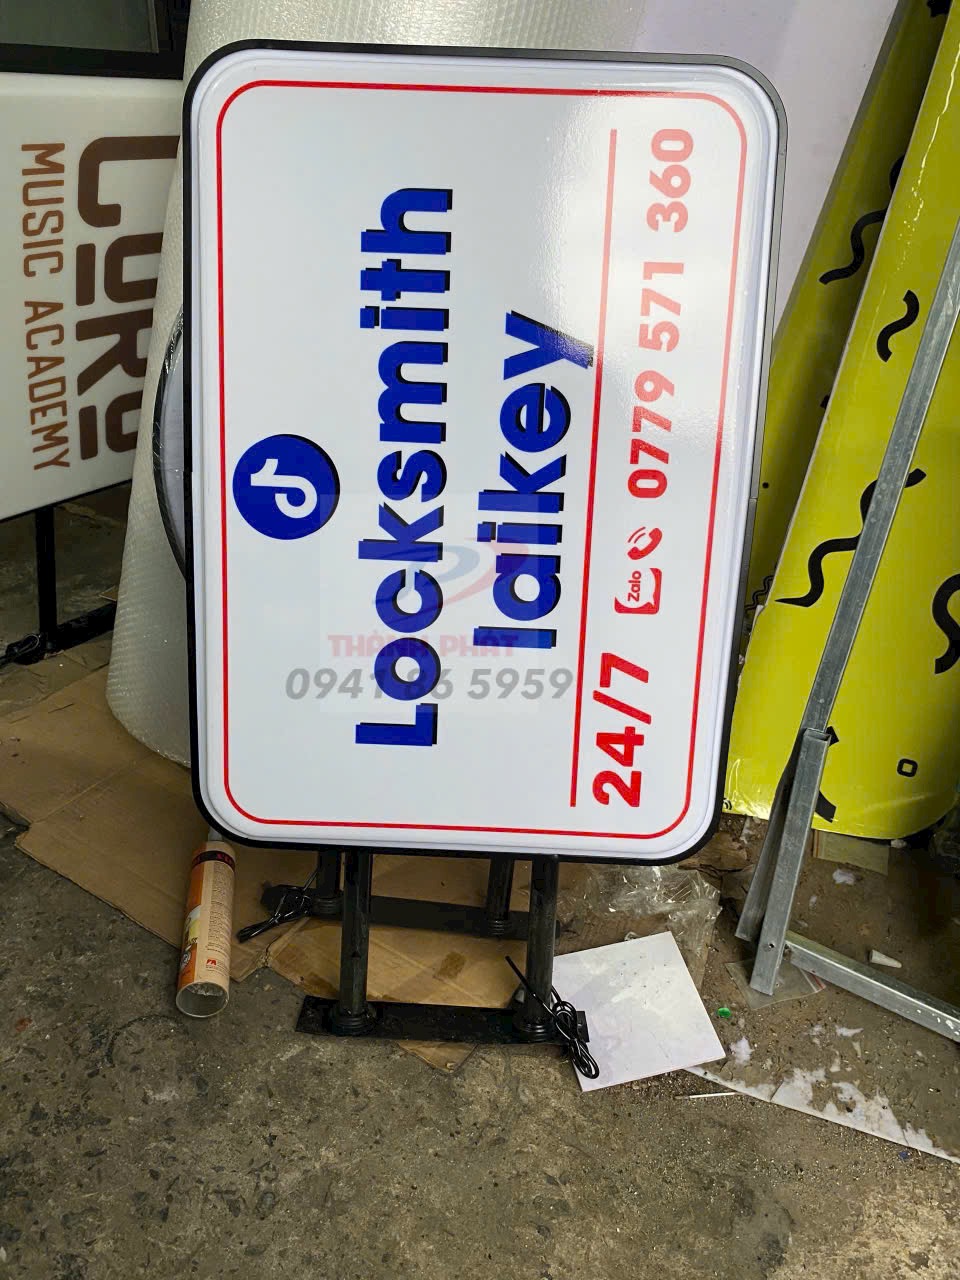 Locksmith
laikey
24/7 Zalo 0779 571 360
THÀNH PHÁT
0941 86 5959
MUSIC ACADEMY